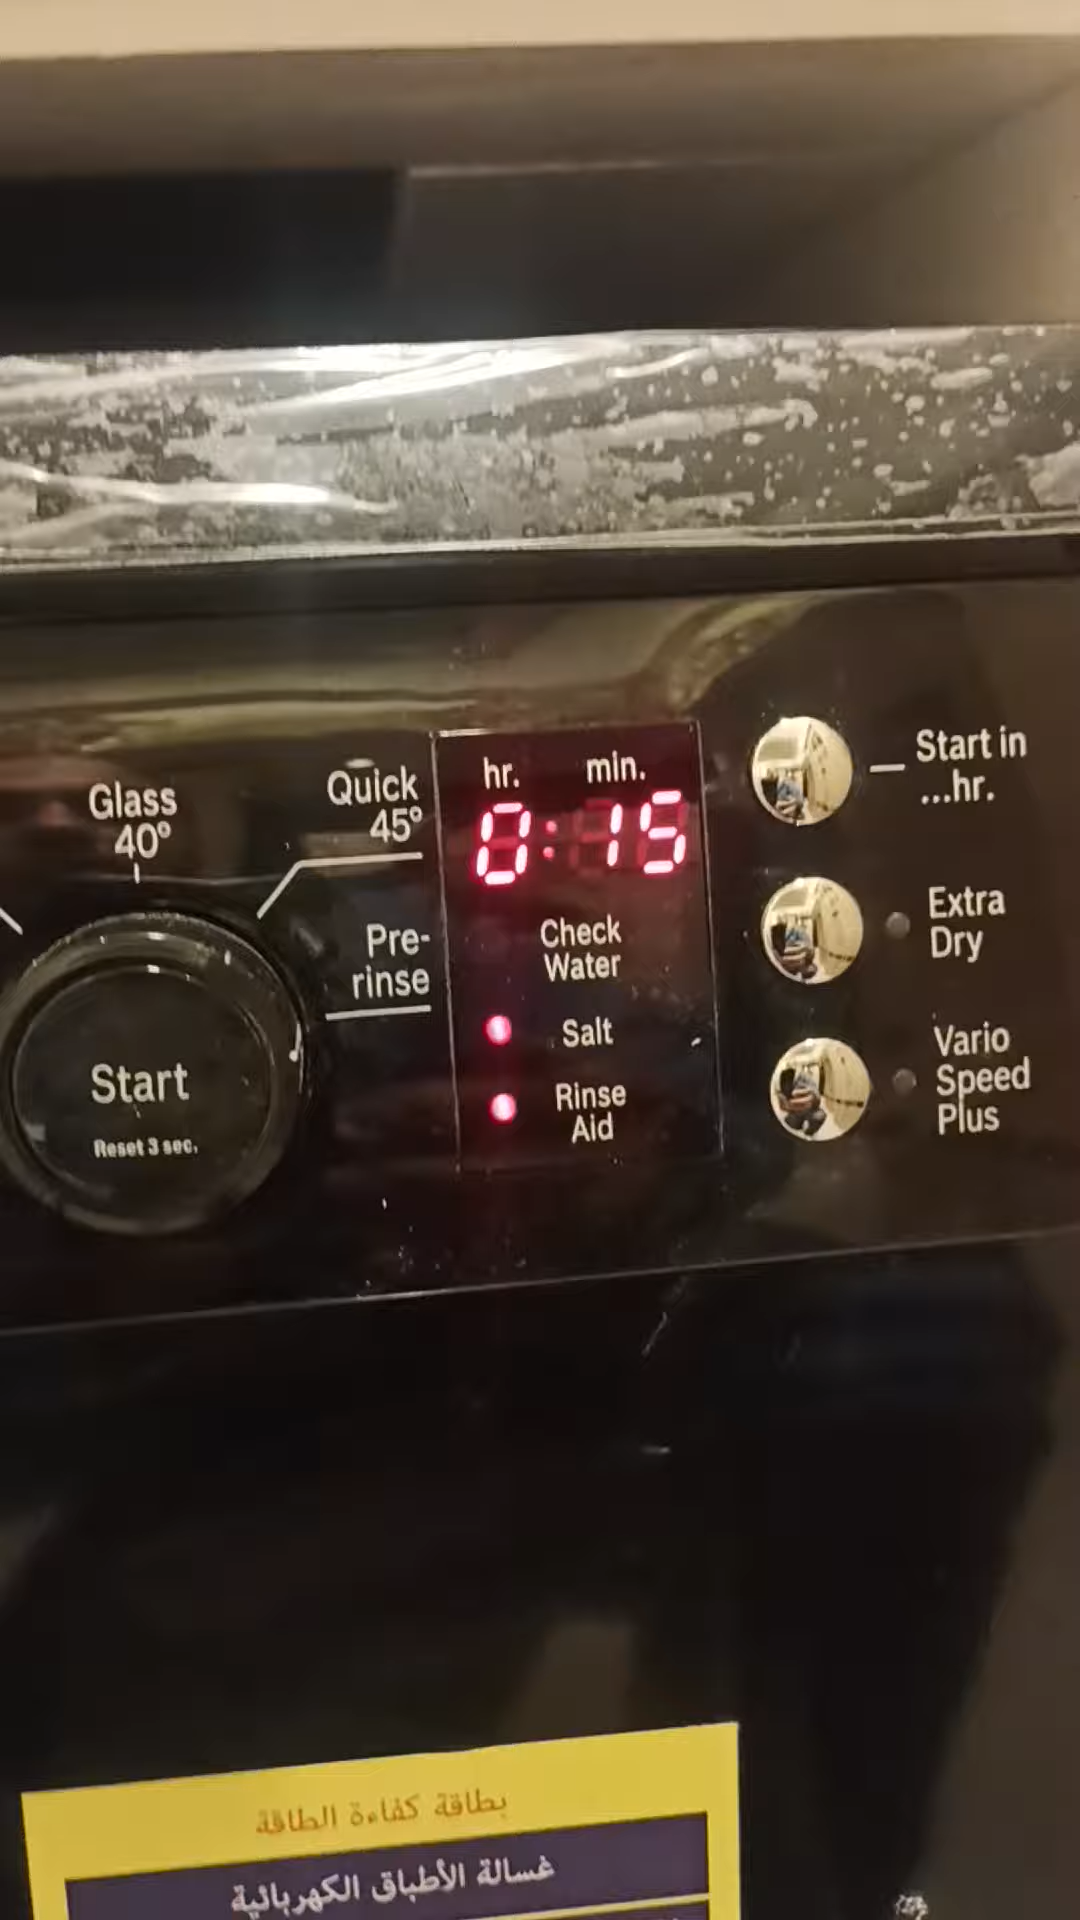 Glass
40°
Quick
45°
Pre-
rinse
Start
Reset 3 sec.
hr. min.
0:15
Check
Water
Salt
Rinse
Aid
Start in
...hr.
Extra
Dry
Vario
Speed
Plus
بطاقة كفاءة الطاقة
غسالة الأطباق الكهربائية